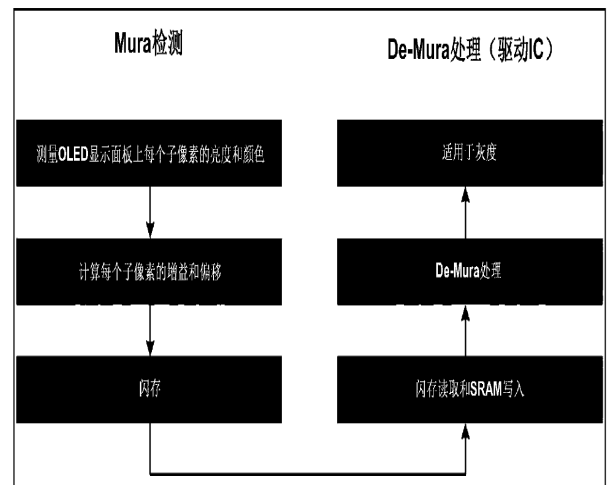 Mura检测
测量OLED显示面板上每个子像素的亮度和颜色
计算每个子像素的增益和偏移
闪存
De-Mura处理（驱动IC）
适用于灰度
De-Mura处理
闪存读取和SRAM写入